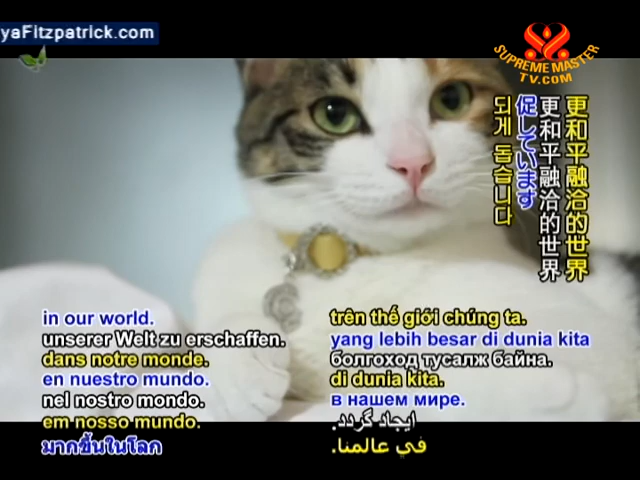 yaFitzpatrick.com
SUPREME MASTER
TV.COM
更和平融洽的世界
更和平融洽的世界
促しています
되게 돕습니다
in our world.
unserer Welt zu erschaffen.
dans notre monde.
en nuestro mundo.
nel nostro mondo.
em nosso mundo.
มากขึ้นในโลก
trên thế giới chúng ta.
yang lebih besar di dunia kita
болгоход тусалж байна.
di dunia kita.
в нашем мире.
ایجاد گردد.
في عالمنا.